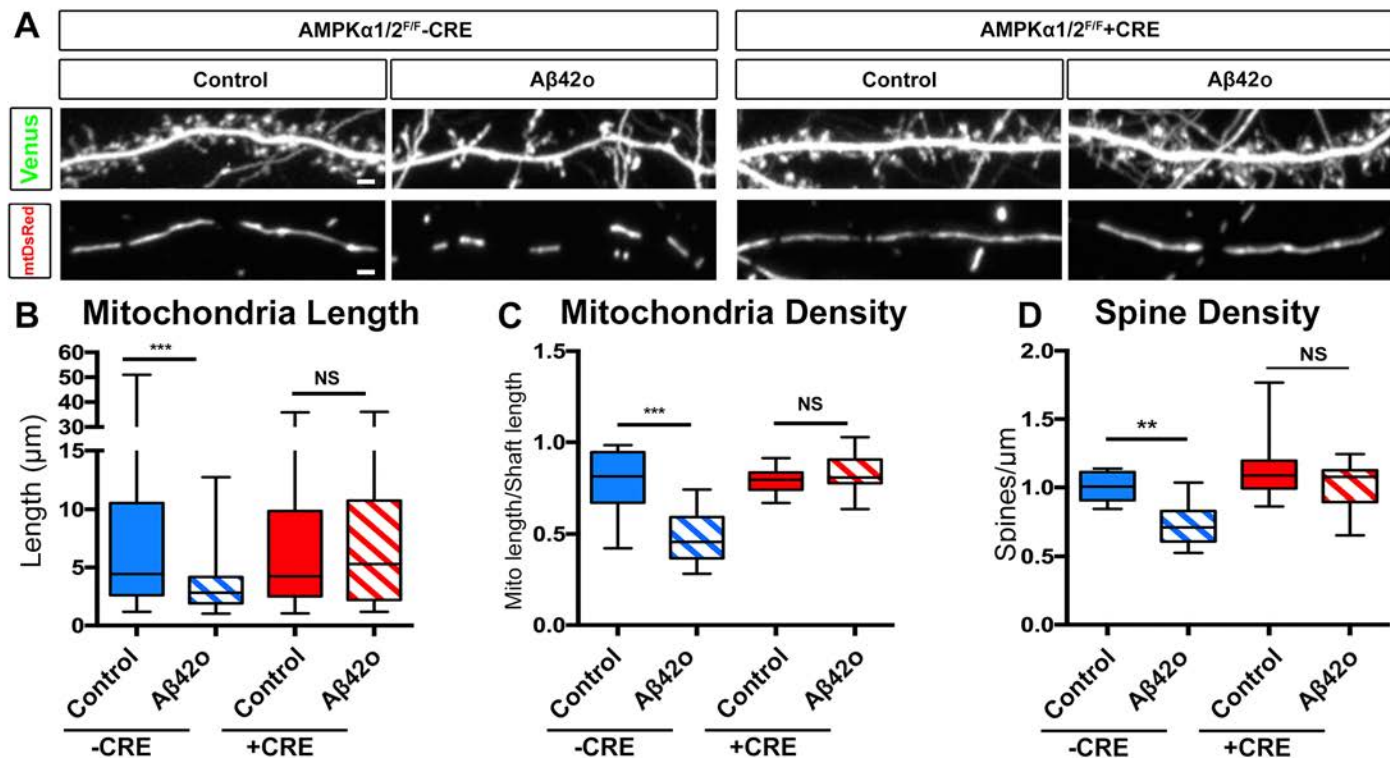 A
AMPKα1/2F/F-CRE
AMPKα1/2F/F+CRE
Control
Aβ42o
Control
Aβ42o
Venus
mtDsRed
B
Mitochondria Length
Length (µm)
60
50
40
30
15
10
5
0
***
NS
Control
Aβ42o
Control
Aβ42o
-CRE
+CRE
C
Mitochondria Density
Mito length/Shaft length
1.5
1.0
0.5
0.0
***
NS
Control
Aβ42o
Control
Aβ42o
-CRE
+CRE
D
Spine Density
Spines/µm
2.0
1.5
1.0
0.5
0.0
**
NS
Control
Aβ42o
Control
Aβ42o
-CRE
+CRE